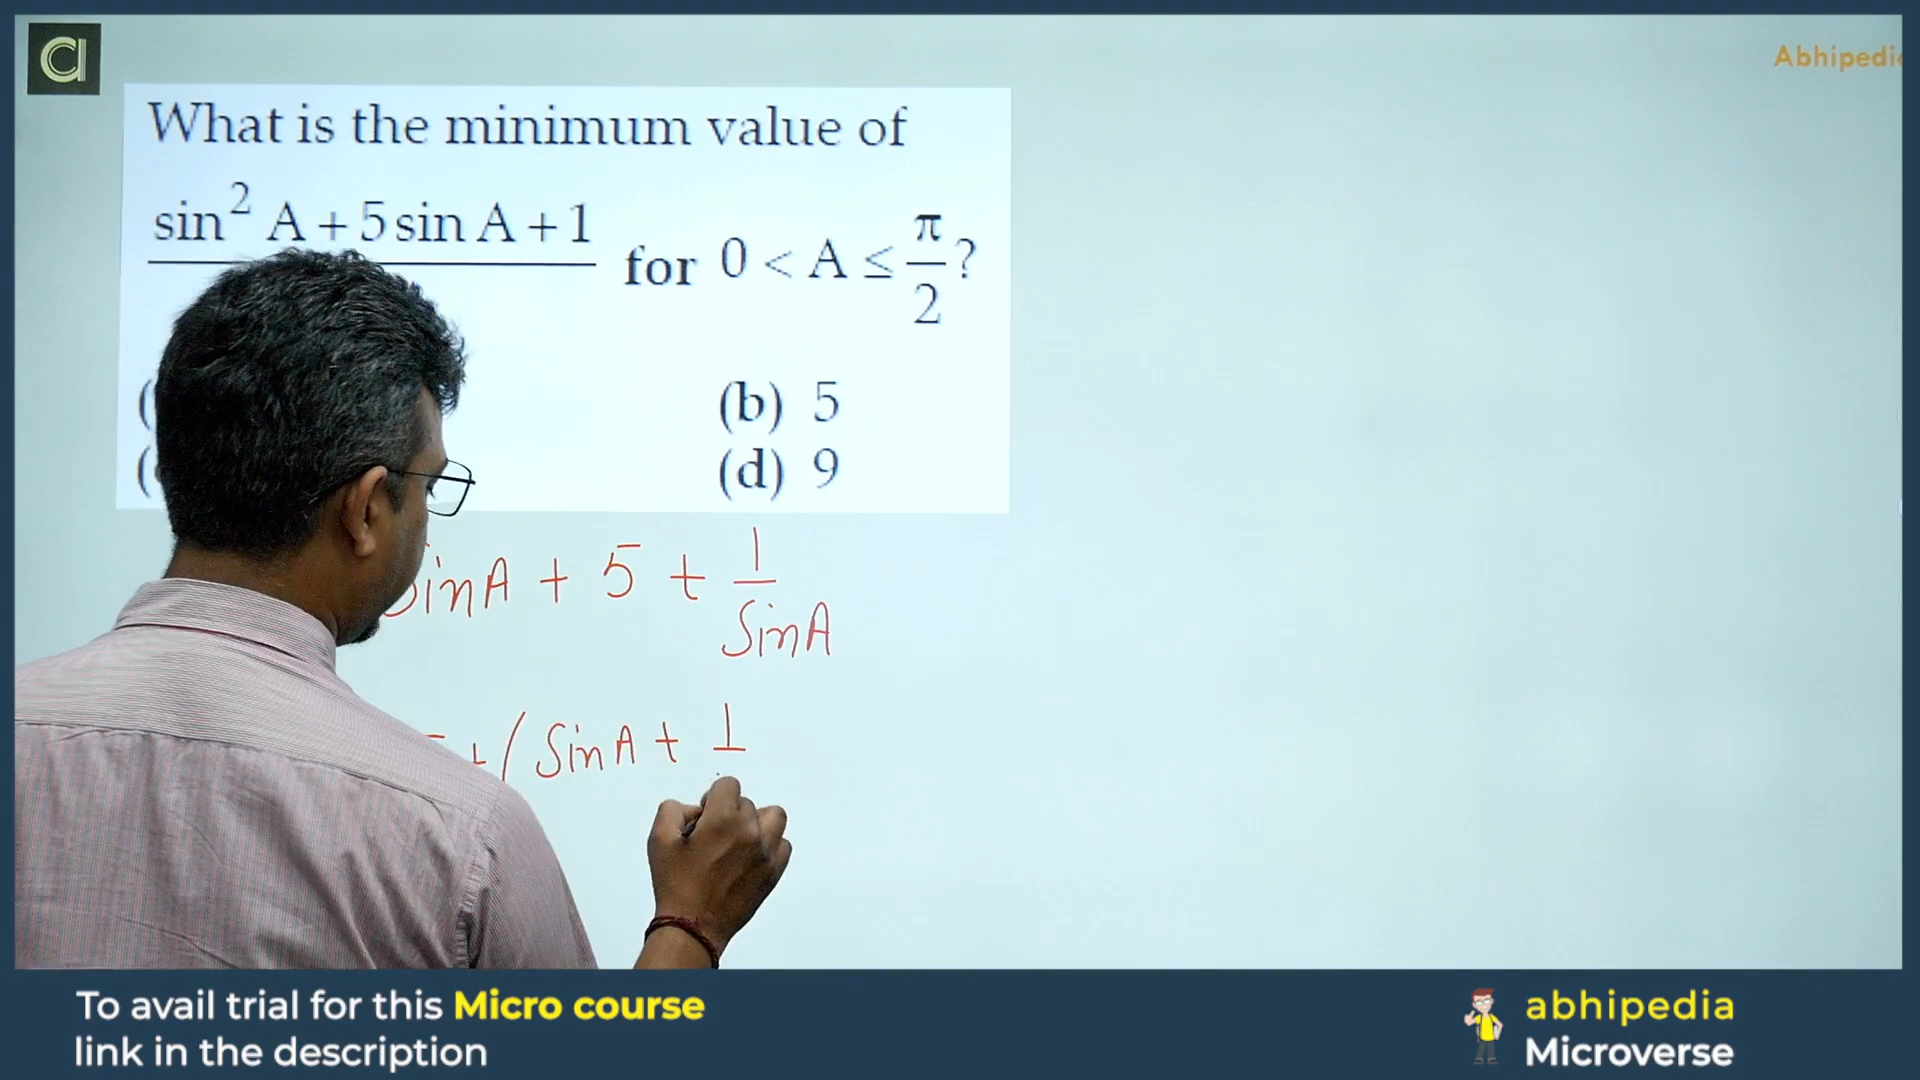 Abhipedi
What is the minimum value of
sin² A + 5 sin A + 1 for 0 < A ≤ π/2 ?
(b) 5
(d) 9
SinA + 5 + 1/SinA
+ ( SinA + 1
To avail trial for this Micro course
link in the description
abhipedia
Microverse